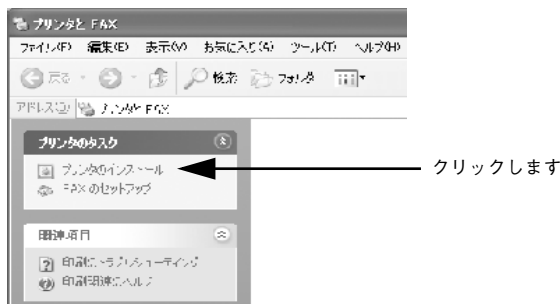 プリンタと FAX
ファイル(F) 編集(E) 表示(V) お気に入り(A) ツール(T) ヘルプ(H)
戻る 検索 フォルダ
アドレス(D) プリンタと FAX
プリンタのタスク
プリンタのインストール
クリックします
FAX のセットアップ
関連項目
印刷のトラブルシューティング
印刷関連のヘルプ